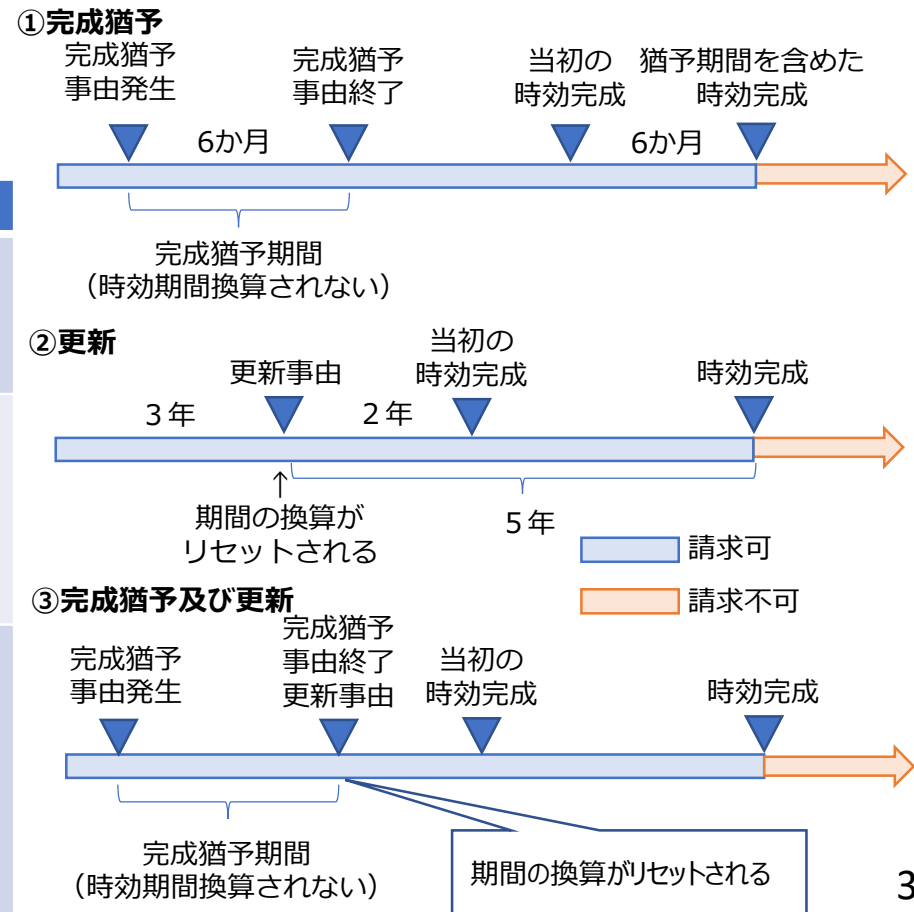 ①完成猶予
完成猶予
事由発生
完成猶予
事由終了
当初の
時効完成
猶予期間を含めた
時効完成
6か月
6か月
完成猶予期間
（時効期間換算されない）
②更新
更新事由
当初の
時効完成
時効完成
３年
２年
↑
期間の換算が
リセットされる
５年
請求可
請求不可
③完成猶予及び更新
完成猶予
事由発生
完成猶予
事由終了
更新事由
当初の
時効完成
時効完成
完成猶予期間
（時効期間換算されない）
期間の換算がリセットされる
3